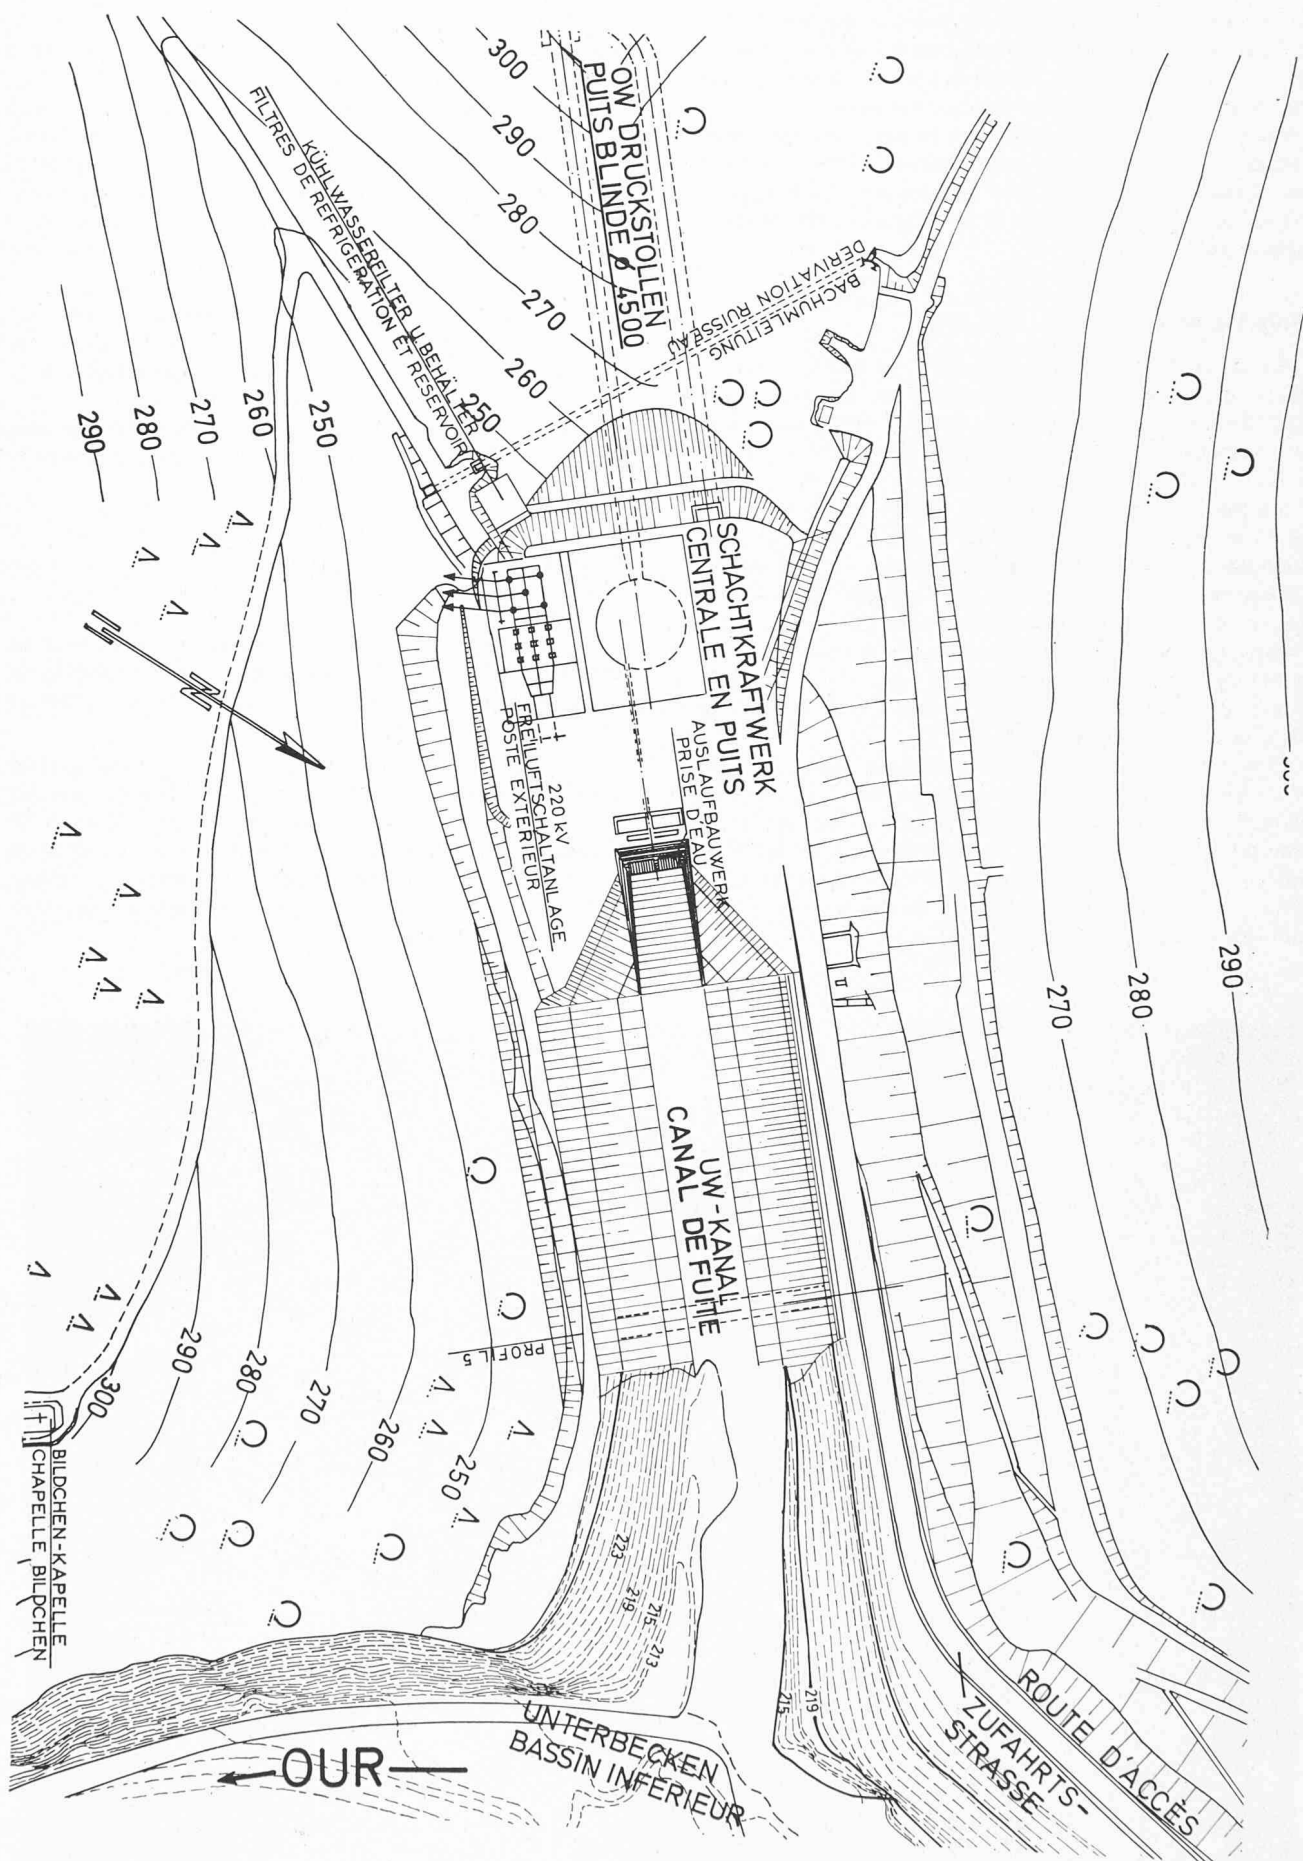 300
290
280
270
260
250
OW DRUCKSTOLLEN
PUITS BLINDE ø 4500
KÜHLWASSERFILTER U. BEHÄLTER
FILTRES DE REFRIGERATION ET RESERVOIR
BACHUMLEITUNG
DERIVATION RUISSEAU
290
280
270
260
250
SCHACHTKRAFTWERK
CENTRALE EN PUITS
AUSLAUFBAUWERK
PRISE D'EAU
220 kV
FREILUFTSCHALTANLAGE
POSTE EXTERIEUR
N
270
280
290
300
UW-KANAL
CANAL DE FUITE
PROFIL 5
300
290
280
270
260
250
BILDCHEN-KAPELLE
CHAPELLE BILDCHEN
223
219
215
213
215
219
UNTERBECKEN
BASSIN INFÉRIEUR
OUR
ROUTE D'ACCÈS
ZUFAHRTS-
STRASSE